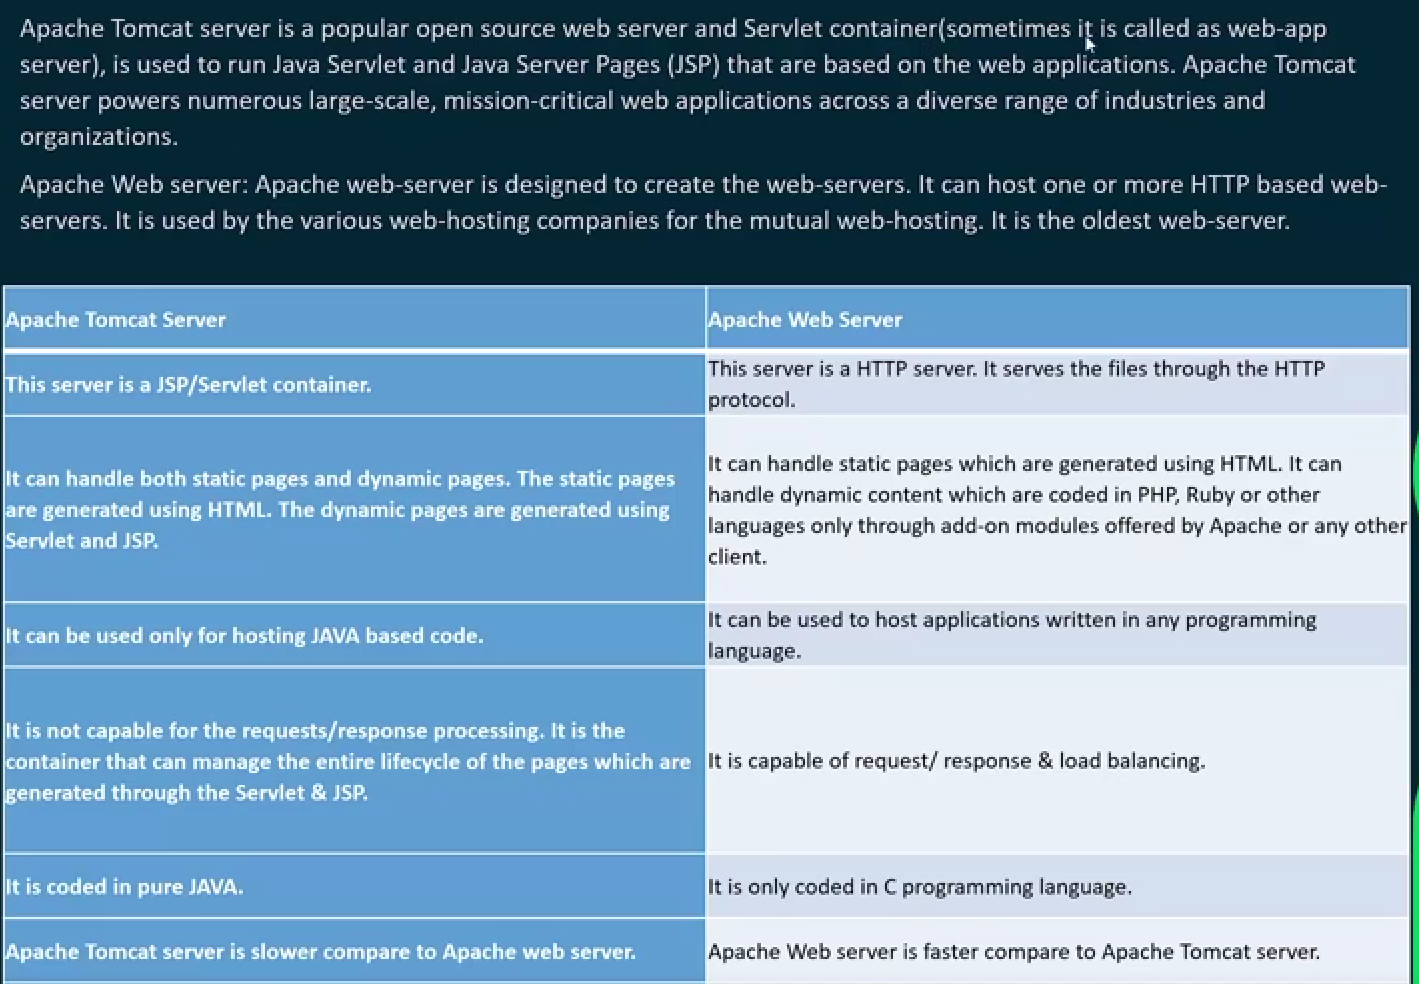 Apache Tomcat server is a popular open source web server and Servlet container(sometimes it is called as web-app
server), is used to run Java Servlet and Java Server Pages (JSP) that are based on the web applications. Apache Tomcat
server powers numerous large-scale, mission-critical web applications across a diverse range of industries and
organizations.
Apache Web server: Apache web-server is designed to create the web-servers. It can host one or more HTTP based web-
servers. It is used by the various web-hosting companies for the mutual web-hosting. It is the oldest web-server.
Apache Tomcat Server
Apache Web Server
This server is a JSP/Servlet container.
This server is a HTTP server. It serves the files through the HTTP
protocol.
It can handle both static pages and dynamic pages. The static pages
are generated using HTML. The dynamic pages are generated using
Servlet and JSP.
It can handle static pages which are generated using HTML. It can
handle dynamic content which are coded in PHP, Ruby or other
languages only through add-on modules offered by Apache or any other
client.
It can be used only for hosting JAVA based code.
It can be used to host applications written in any programming
language.
It is not capable for the requests/response processing. It is the
container that can manage the entire lifecycle of the pages which are
generated through the Servlet & JSP.
It is capable of request/ response & load balancing.
It is coded in pure JAVA.
It is only coded in C programming language.
Apache Tomcat server is slower compare to Apache web server.
Apache Web server is faster compare to Apache Tomcat server.